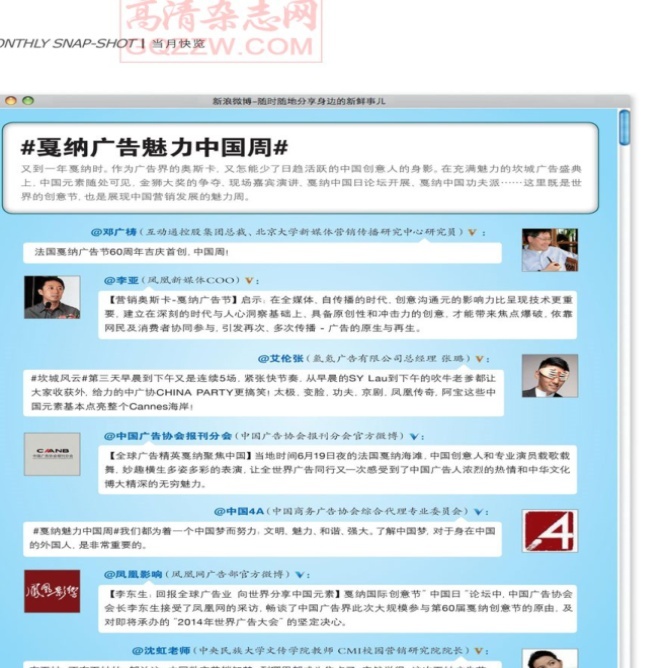 高清杂志网
GQZZW.COM
ONTHLY SNAP-SHOT | 当月快览
新浪微博-随时随地分享身边的新鲜事儿
#戛纳广告魅力中国周#
又到一年戛纳时。作为广告界的奥斯卡，又怎能少了日趋活跃的中国创意人的身影。在充满魅力的坎城广告盛典
上，中国元素随处可见，金狮大奖的争夺，现场嘉宾演讲，戛纳中国日论坛开展，戛纳中国功夫派……这里既是世
界的创意节，也是展现中国营销发展的魅力周。
@邓广梼（互动通控股集团总裁、北京大学新媒体营销传播研究中心研究员）V：
法国戛纳广告节60周年吉庆首创，中国周!
@李亚（凤凰新媒体COO）V：
【营销奥斯卡-戛纳广告节】启示：在全媒体，自传播的时代，创意沟通元的影响力比呈现技术更重
要，建立在深刻的时代与人心洞察基础上，具备原创性和冲击力的创意，才能带来焦点爆破，依靠
网民及消费者协同参与，引发再次，多次传播 - 广告的原生与再生。
@艾伦张（氩氪广告有限公司总经理 张璐）V：
#坎城风云#第三天早晨到下午又是连续5场，紧张快节奏，从早晨的SY Lau到下午的吹牛老爹都让
大家收获外，给力的中广协CHINA PARTY更搞笑! 太极、变脸、功夫、京剧、凤凰传奇，阿宝这些中
国元素基本点亮整个Cannes海岸!
@中国广告协会报刊分会（中国广告协会报刊分会官方微博）V：
【全球广告精英戛纳聚焦中国】当地时间6月19日夜的法国戛纳海滩，中国创意人和专业演员载歌载
舞，妙趣横生多姿多彩的表演，让全世界广告同行又一次感受到了中国广告人浓烈的热情和中华文化
博大精深的无穷魅力。
CAANB
@中国4A（中国商务广告协会综合代理专业委员会）V：
#戛纳魅力中国周#我们都为着一个中国梦而努力：文明，魅力，和谐，强大。了解中国梦，对于身在中国
的外国人，是非常重要的。
4
@凤凰影响（凤凰网广告部官方微博）V：
凤凰影响
【李东生：回报全球广告业 向世界分享中国元素】戛纳国际创意节“中国日”论坛中，中国广告协会
会长李东生接受了凤凰网的采访，畅谈了中国广告界此次大规模参与第60届戛纳创意节的原由，及
对即将承办的“2014年世界广告大会”的坚定决心。
@沈虹老师（中央民族大学文传学院教师 CMI校园营销研究院院长）V：